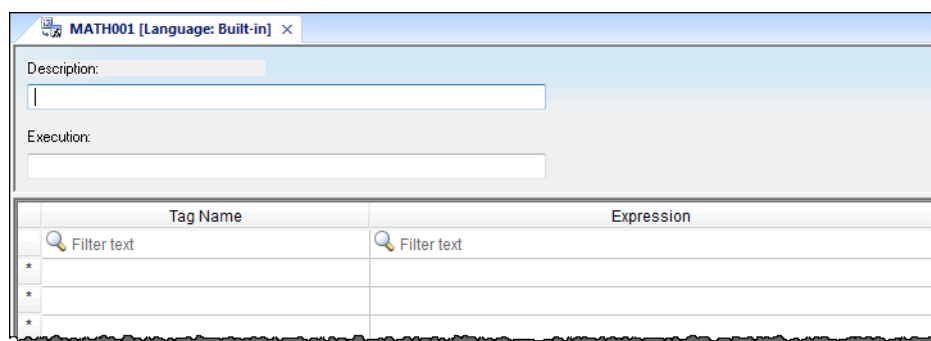 MATH001 [Language: Built-in] ×
Description:
Execution:
Tag Name Expression
Filter text Filter text
*
*
*